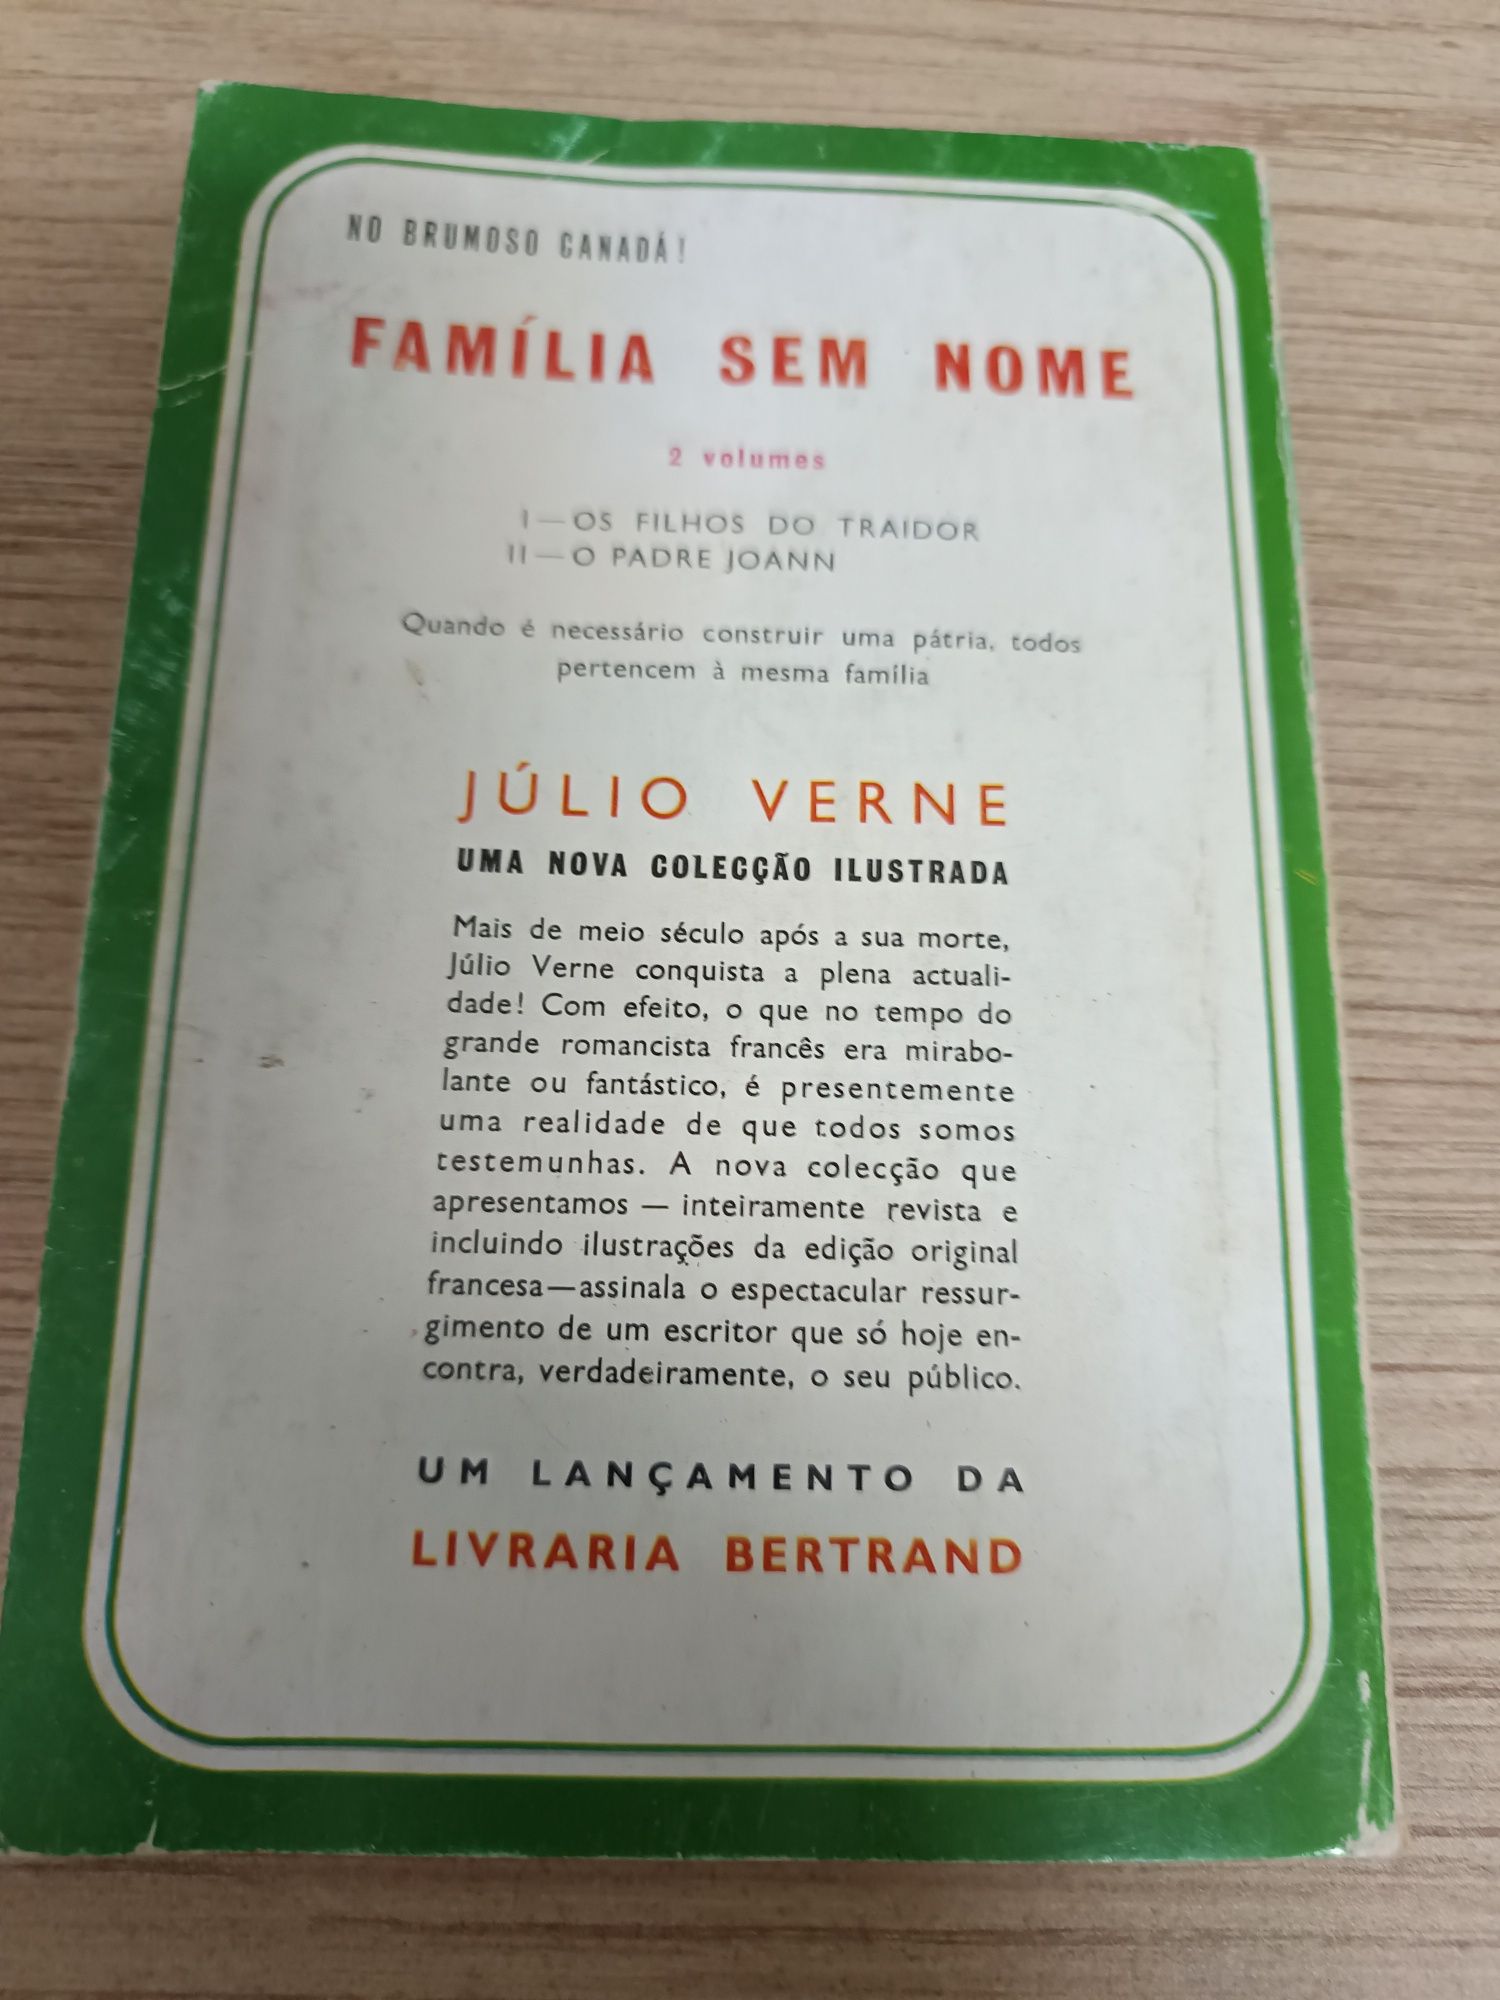 NO BRUMOSO CANADÁ!
FAMÍLIA SEM NOME
2 volumes
I — OS FILHOS DO TRAIDOR
II — O PADRE JOANN
Quando é necessário construir uma pátria, todos
pertencem à mesma família
JÚLIO VERNE
UMA NOVA COLECÇÃO ILUSTRADA
Mais de meio século após a sua morte,
Júlio Verne conquista a plena actuali-
dade! Com efeito, o que no tempo do
grande romancista francês era mirabo-
lante ou fantástico, é presentemente
uma realidade de que todos somos
testemunhas. A nova colecção que
apresentamos — inteiramente revista e
incluindo ilustrações da edição original
francesa — assinala o espectacular ressur-
gimento de um escritor que só hoje en-
contra, verdadeiramente, o seu público.
UM LANÇAMENTO DA
LIVRARIA BERTRAND